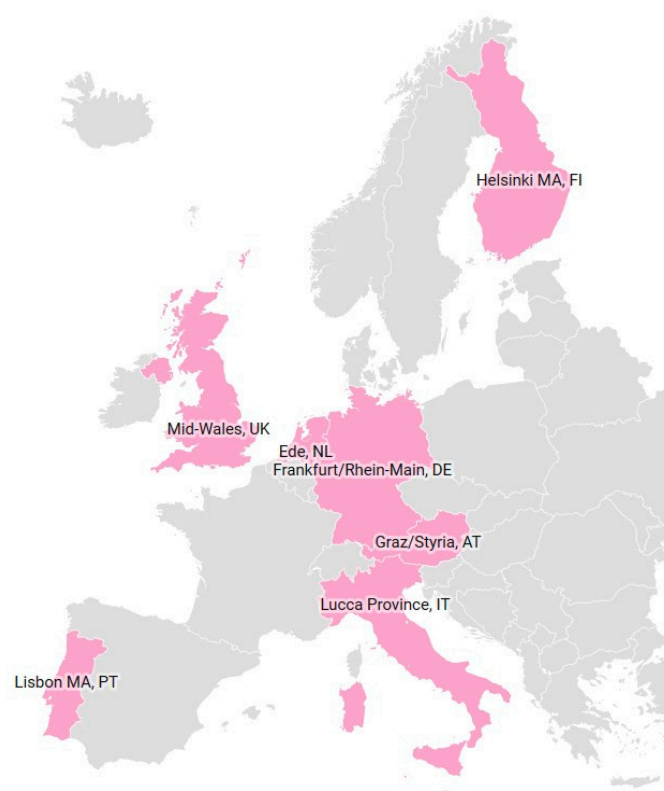 Helsinki MA, FI
Mid-Wales, UK
Ede, NL
Frankfurt/Rhein-Main, DE
Graz/Styria, AT
Lucca Province, IT
Lisbon MA, PT